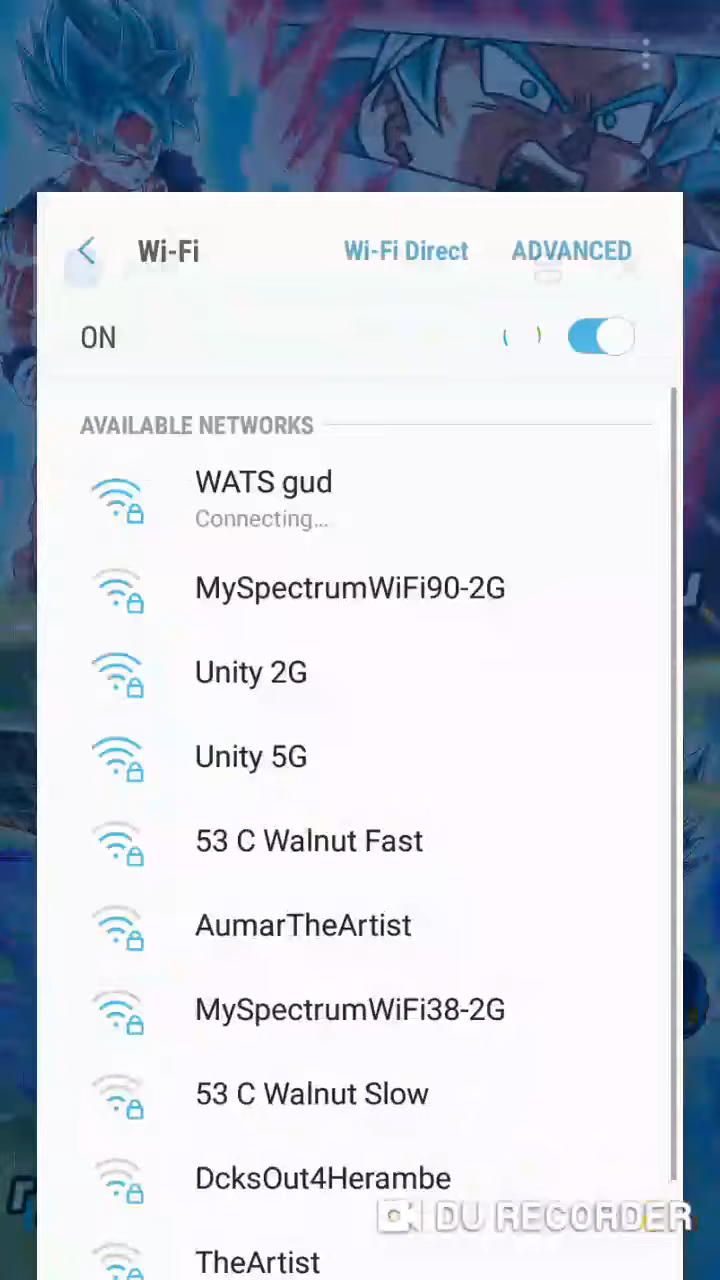 Wi-Fi Wi-Fi Direct ADVANCED
ON
AVAILABLE NETWORKS
WATS gud
Connecting...
MySpectrumWiFi90-2G
Unity 2G
Unity 5G
53 C Walnut Fast
AumarTheArtist
MySpectrumWiFi38-2G
53 C Walnut Slow
DcksOut4Herambe
DU RECORDER
TheArtist